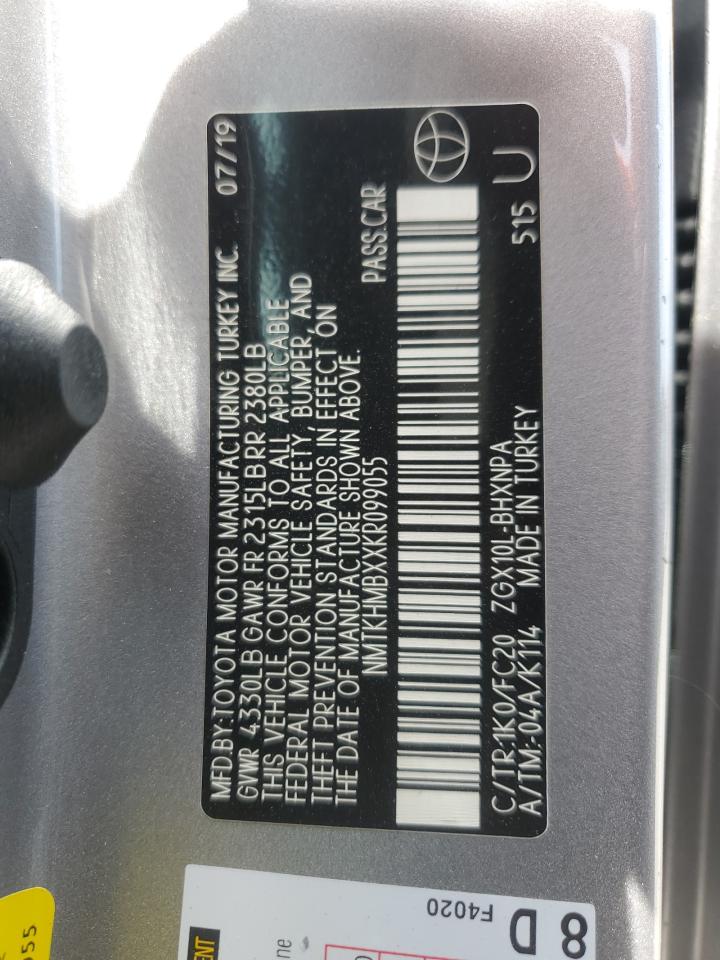 MFD.BY:TOYOTA MOTOR MANUFACTURING TURKEY INC. 07/19
GVWR 4330LB GAWR FR 2315LB RR 2380LB
THIS VEHICLE CONFORMS TO ALL APPLICABLE
FEDERAL MOTOR VEHICLE SAFETY, BUMPER, AND
THEFT PREVENTION STANDARDS IN EFFECT ON
THE DATE OF MANUFACTURE SHOWN ABOVE.
NMTKHMBXXKR099055 PASS.CAR
C/TR:1K0/FC20 ZGX10L-BHXNPA 515 U
A/TM:-04A/K114 MADE IN TURKEY
8 D
F4020